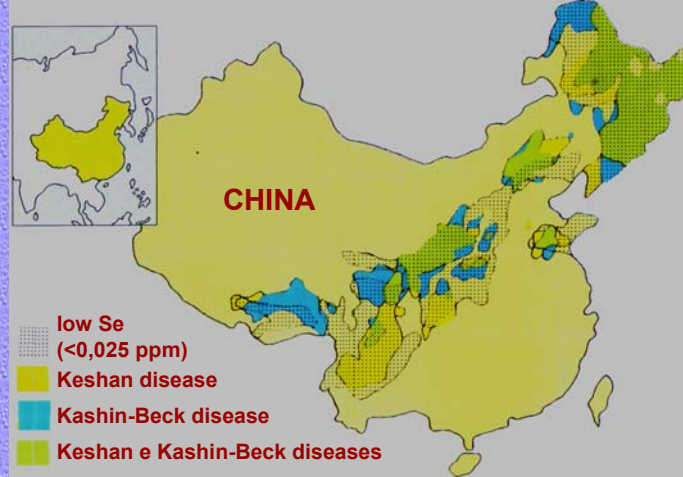 CHINA
low Se
(<0,025 ppm)
Keshan disease
Kashin-Beck disease
Keshan e Kashin-Beck diseases